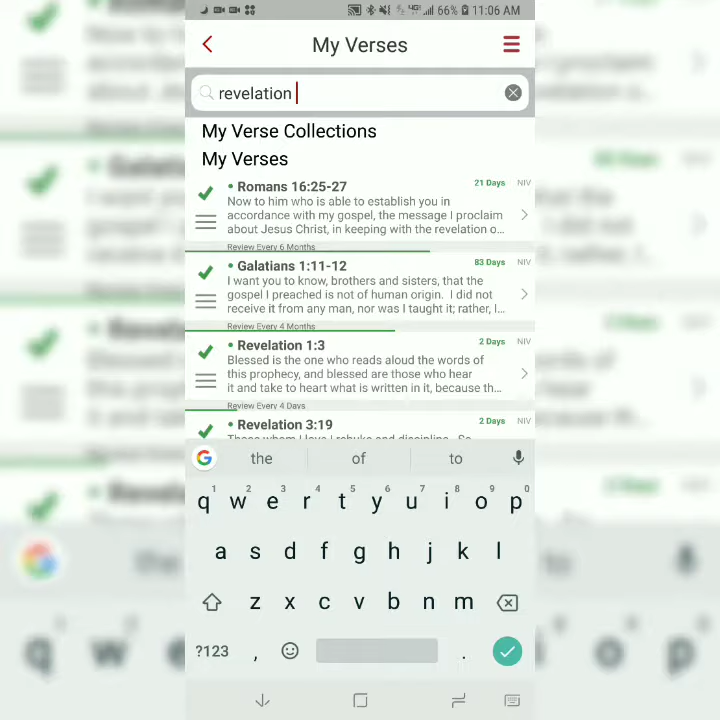 66% 11:06 AM
My Verses
revelation
My Verse Collections
My Verses
• Romans 16:25-27 21 Days NIV
Now to him who is able to establish you in
accordance with my gospel, the message I proclaim
about Jesus Christ, in keeping with the revelation o...
Review Every 6 Months
• Galatians 1:11-12 83 Days NIV
I want you to know, brothers and sisters, that the
gospel I preached is not of human origin. I did not
receive it from any man, nor was I taught it; rather, I...
Review Every 4 Months
• Revelation 1:3 2 Days NIV
Blessed is the one who reads aloud the words of
this prophecy, and blessed are those who hear
it and take to heart what is written in it, because th...
Review Every 4 Days
• Revelation 3:19 2 Days NIV
Those whom I love I rebuke and discipline. So
the of to
1 2 3 4 5 6 7 8 9 0
q w e r t y u i o p
a s d f g h j k l
z x c v b n m
?123 , .